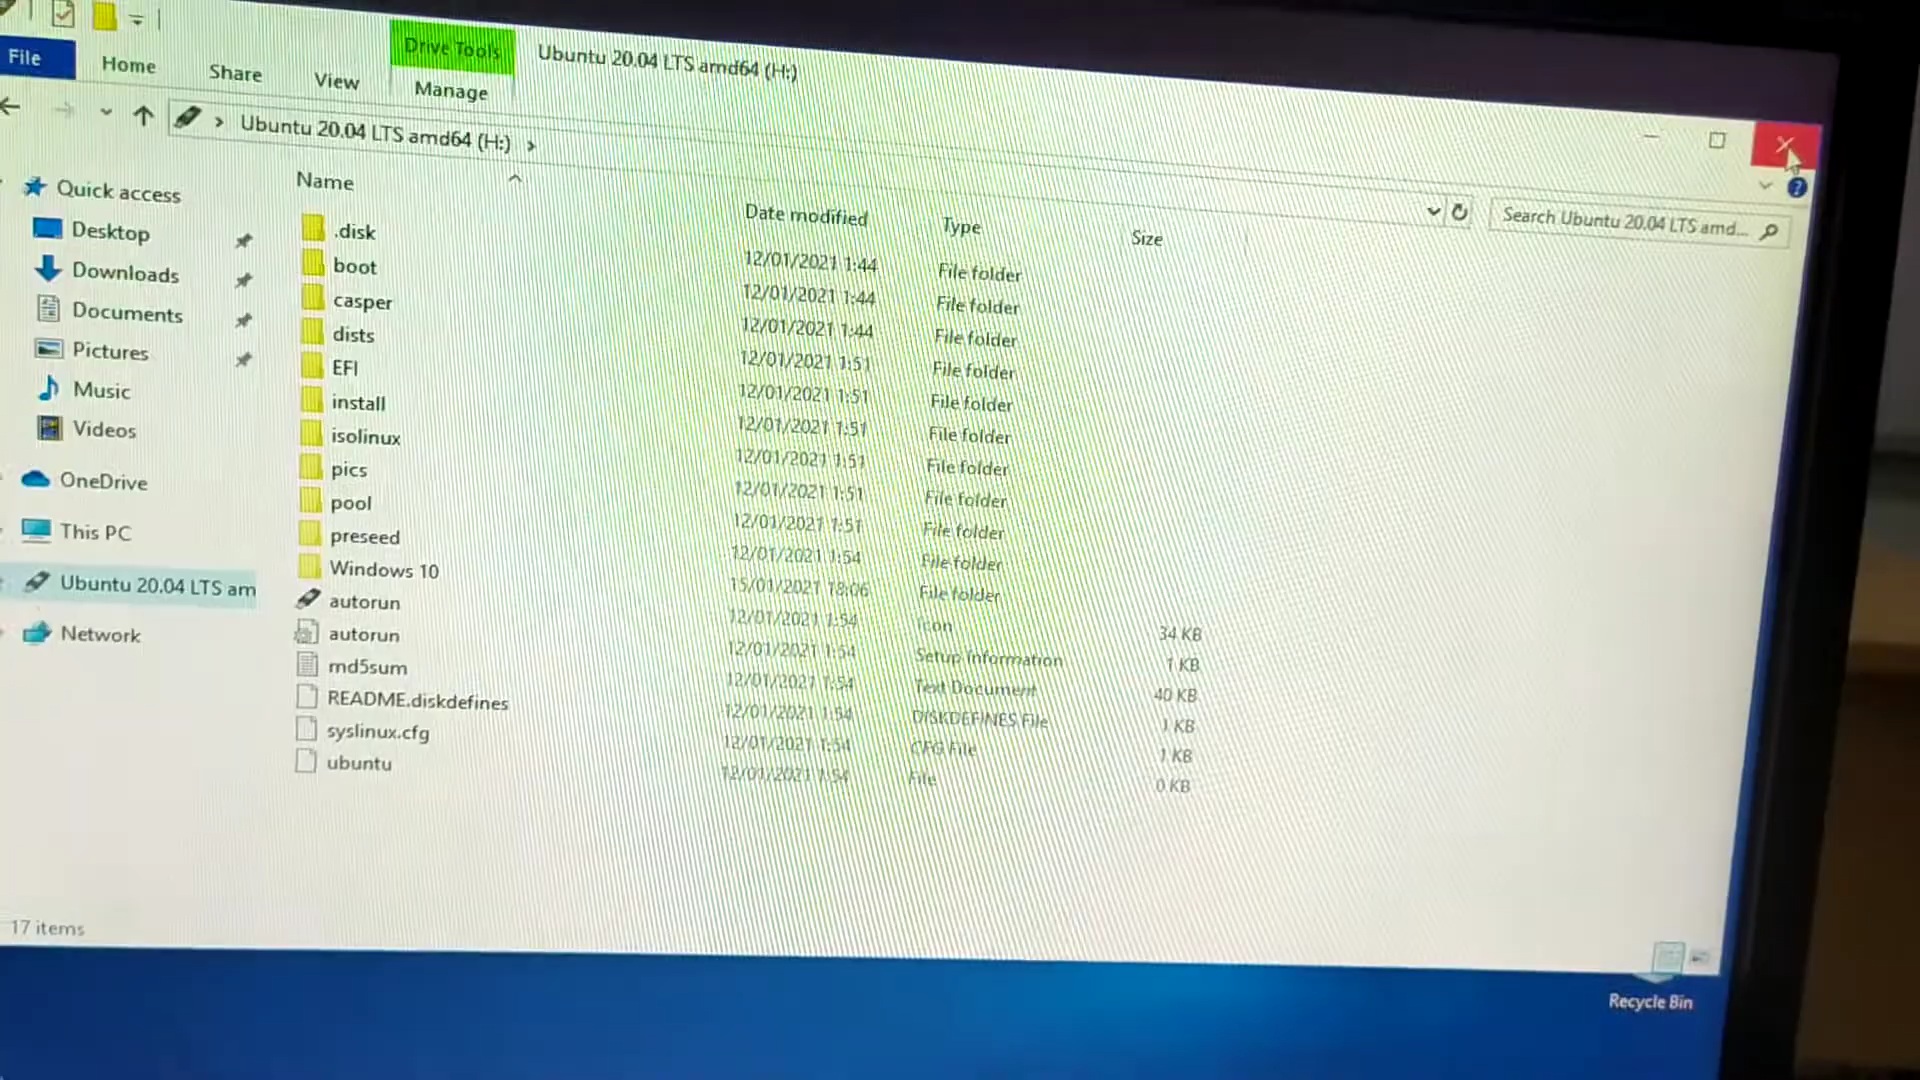 Drive Tools
Ubuntu 20.04 LTS amd64 (H:)
File
Home
Share
View
Manage
Ubuntu 20.04 LTS amd64 (H:)
Search Ubuntu 20.04 LTS amd...
Quick access
Desktop
Downloads
Documents
Pictures
Music
Videos
OneDrive
This PC
Ubuntu 20.04 LTS am
Network
Name Date modified Type Size
.disk 12/01/2021 1:44 File folder
boot 12/01/2021 1:44 File folder
casper 12/01/2021 1:44 File folder
dists 12/01/2021 1:51 File folder
EFI 12/01/2021 1:51 File folder
install 12/01/2021 1:51 File folder
isolinux 12/01/2021 1:51 File folder
pics 12/01/2021 1:51 File folder
pool 12/01/2021 1:51 File folder
preseed 12/01/2021 1:54 File folder
Windows 10 15/01/2021 18:06 File folder
autorun 12/01/2021 1:54 Icon 34 KB
autorun 12/01/2021 1:54 Setup Information 1 KB
md5sum 12/01/2021 1:54 Text Document 40 KB
README.diskdefines 12/01/2021 1:54 DISKDEFINES File 1 KB
syslinux.cfg 12/01/2021 1:54 CFG File 1 KB
ubuntu 12/01/2021 1:54 File 0 KB
17 items
Recycle Bin